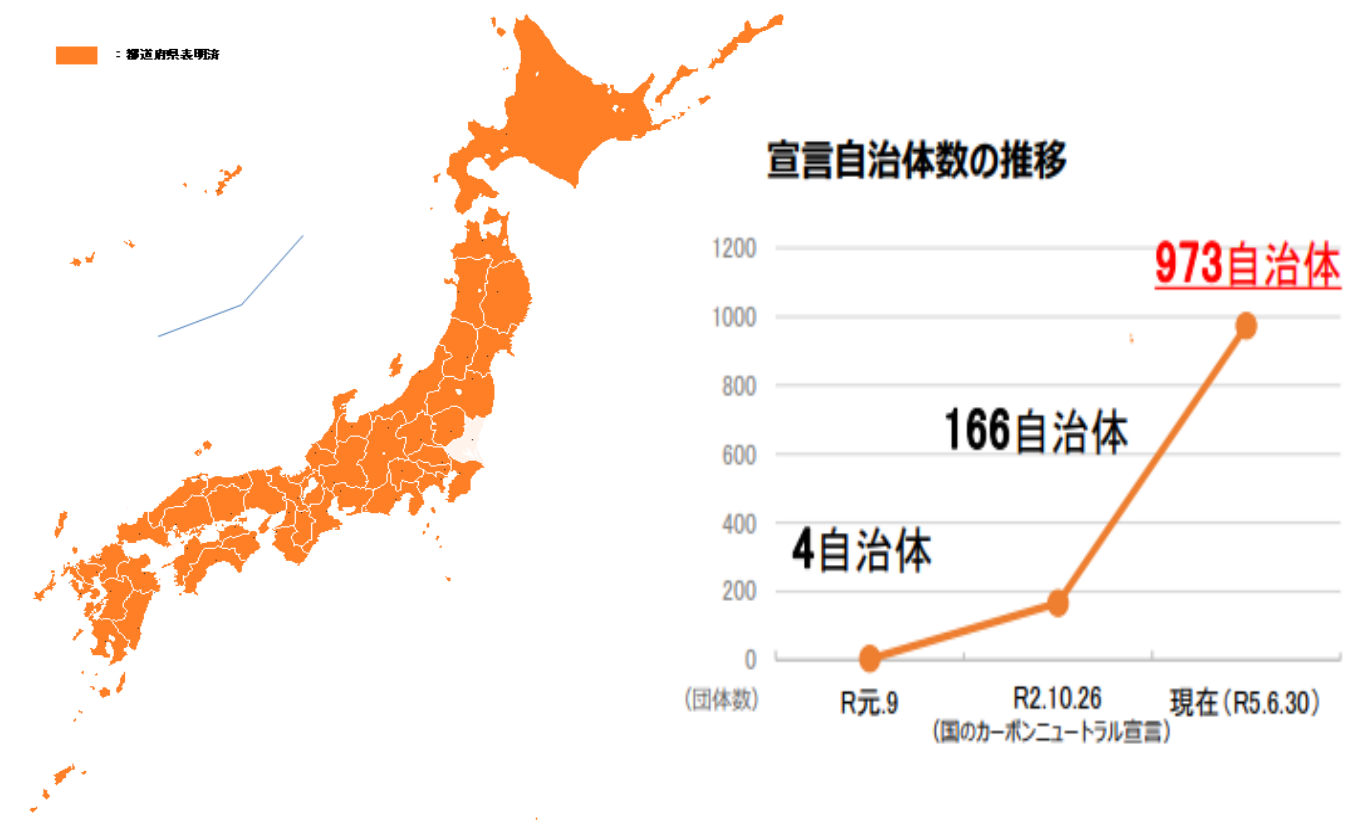 ：都道府県表明済
宣言自治体数の推移
1200
973自治体
1000
800
166自治体
600
400
4自治体
200
0
（団体数）
R元.9
R2.10.26
現在（R5.6.30）
（国のカーボンニュートラル宣言）